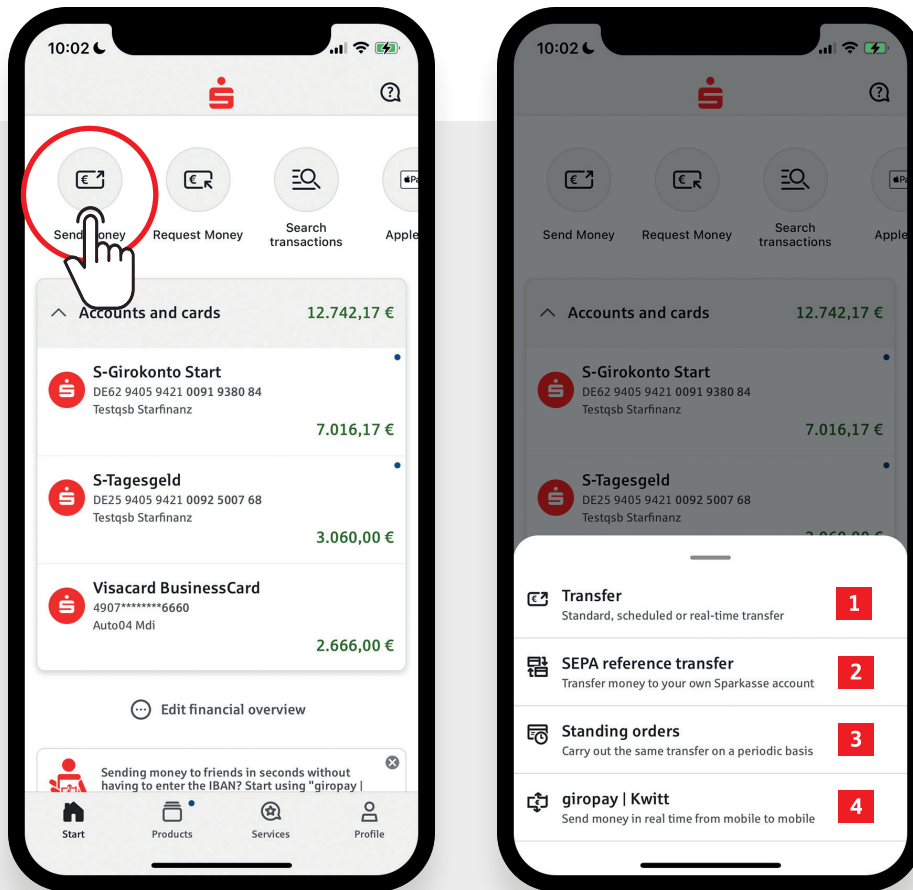 10:02
Send Money
Request Money
Search
transactions
Apple
Accounts and cards 12.742,17 €
S-Girokonto Start
DE62 9405 9421 0091 9380 84
Testqsb Starfinanz
7.016,17 €
S-Tagesgeld
DE25 9405 9421 0092 5007 68
Testqsb Starfinanz
3.060,00 €
Visacard BusinessCard
4907********6660
Auto04 Mdi
2.666,00 €
Edit financial overview
Sending money to friends in seconds without
having to enter the IBAN? Start using "giropay |
Start
Products
Services
Profile
10:02
Send Money
Request Money
Search
transactions
Apple
Accounts and cards 12.742,17 €
S-Girokonto Start
DE62 9405 9421 0091 9380 84
Testqsb Starfinanz
7.016,17 €
S-Tagesgeld
DE25 9405 9421 0092 5007 68
Testqsb Starfinanz
3.060,00 €
Transfer 1
Standard, scheduled or real-time transfer
SEPA reference transfer 2
Transfer money to your own Sparkasse account
Standing orders 3
Carry out the same transfer on a periodic basis
giropay | Kwitt 4
Send money in real time from mobile to mobile